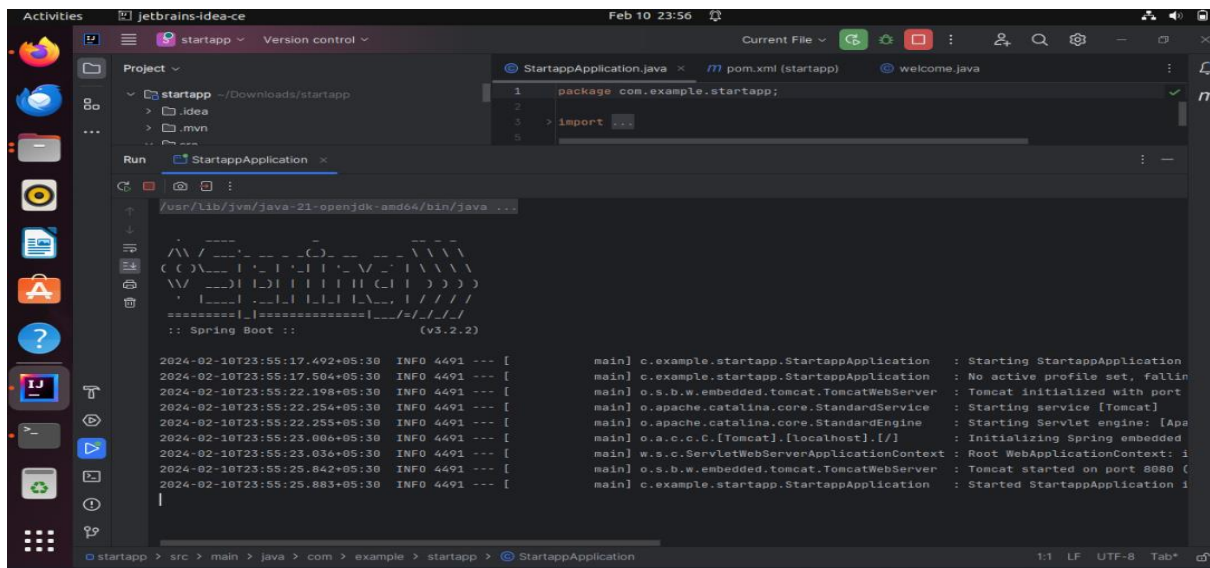 Activities jetbrains-idea-ce Feb 10 23:56
startapp Version control Current File
Project StartappApplication.java pom.xml (startapp) welcome.java
startapp ~/Downloads/startapp 1 package com.example.startapp;
.idea 2
.mvn 3 import ...
5
Run StartappApplication
/usr/lib/jvm/java-21-openjdk-amd64/bin/java ...
:: Spring Boot :: (v3.2.2)
2024-02-10T23:55:17.492+05:30 INFO 4491 --- [ main] c.example.startapp.StartappApplication : Starting StartappApplication
2024-02-10T23:55:17.504+05:30 INFO 4491 --- [ main] c.example.startapp.StartappApplication : No active profile set, fallin
2024-02-10T23:55:22.198+05:30 INFO 4491 --- [ main] o.s.b.w.embedded.tomcat.TomcatWebServer : Tomcat initialized with port
2024-02-10T23:55:22.254+05:30 INFO 4491 --- [ main] o.apache.catalina.core.StandardService : Starting service [Tomcat]
2024-02-10T23:55:22.255+05:30 INFO 4491 --- [ main] o.apache.catalina.core.StandardEngine : Starting Servlet engine: [Apa
2024-02-10T23:55:23.006+05:30 INFO 4491 --- [ main] o.a.c.c.C.[Tomcat].[localhost].[/] : Initializing Spring embedded
2024-02-10T23:55:23.036+05:30 INFO 4491 --- [ main] w.s.c.ServletWebServerApplicationContext : Root WebApplicationContext: i
2024-02-10T23:55:25.842+05:30 INFO 4491 --- [ main] o.s.b.w.embedded.tomcat.TomcatWebServer : Tomcat started on port 8080 (
2024-02-10T23:55:25.883+05:30 INFO 4491 --- [ main] c.example.startapp.StartappApplication : Started StartappApplication i
startapp > src > main > java > com > example > startapp > StartappApplication 1:1 LF UTF-8 Tab*